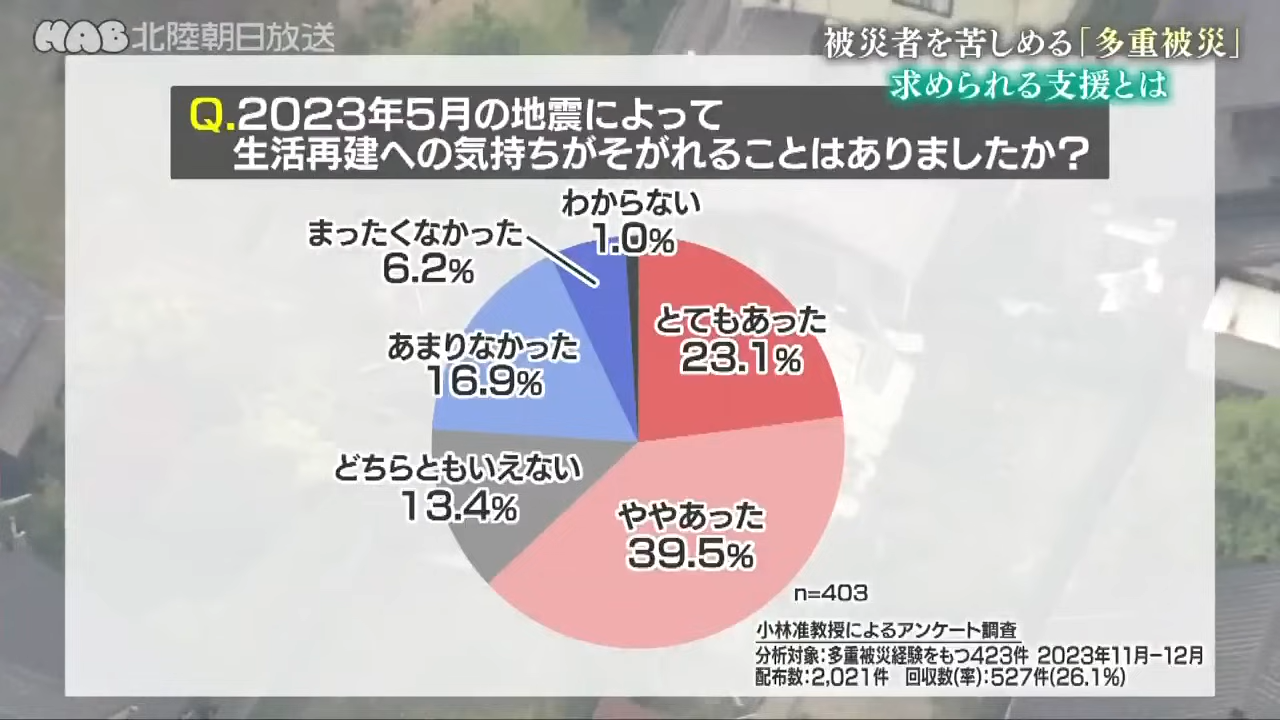 HAB北陸朝日放送
被災者を苦しめる「多重被災」
求められる支援とは
Q.2023年5月の地震によって
生活再建への気持ちがそがれることはありましたか?
わからない
1.0%
まったくなかった
6.2%
とてもあった
23.1%
あまりなかった
16.9%
どちらともいえない
13.4%
ややあった
39.5%
n=403
小林准教授によるアンケート調査
分析対象:多重被災経験をもつ423件 2023年11月-12月
配布数:2,021件 回収数(率):527件(26.1%)